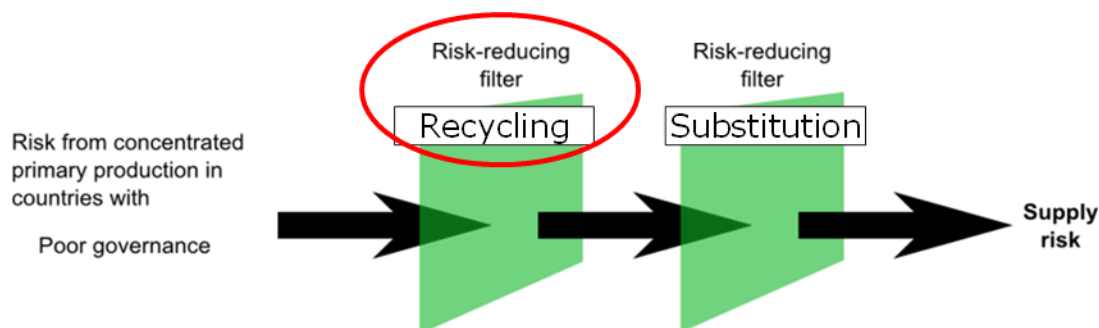 Risk from concentrated
primary production in
countries with
Poor governance
Risk-reducing
filter
Recycling
Risk-reducing
filter
Substitution
Supply
risk